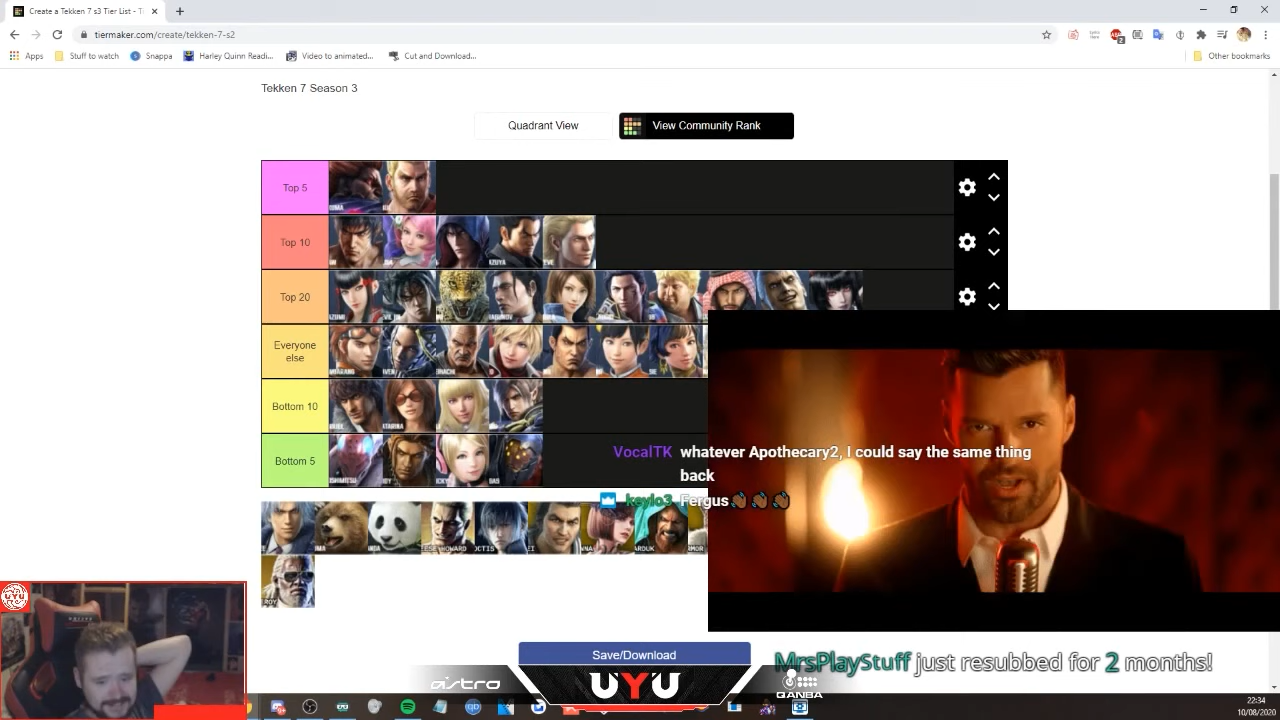 Create a Tekken 7 S3 Tier List - Ti
tiermaker.com/create/tekken-7-s2
Apps
Stuff to watch
Snappa
Harley Quinn Readi...
Video to animated...
Cut and Download...
Other bookmarks
Tekken 7 Season 3
Quadrant View
View Community Rank
Top 5
Top 10
Top 20
Everyone
else
Bottom 10
Bottom 5
VocalTK whatever Apothecary2, I could say the same thing
back
keylo3 Fergus
Save/Download
MrsPlayStuff just resubbed for 2 months!
astro
UYU
QANBA
22:34
10/08/2020